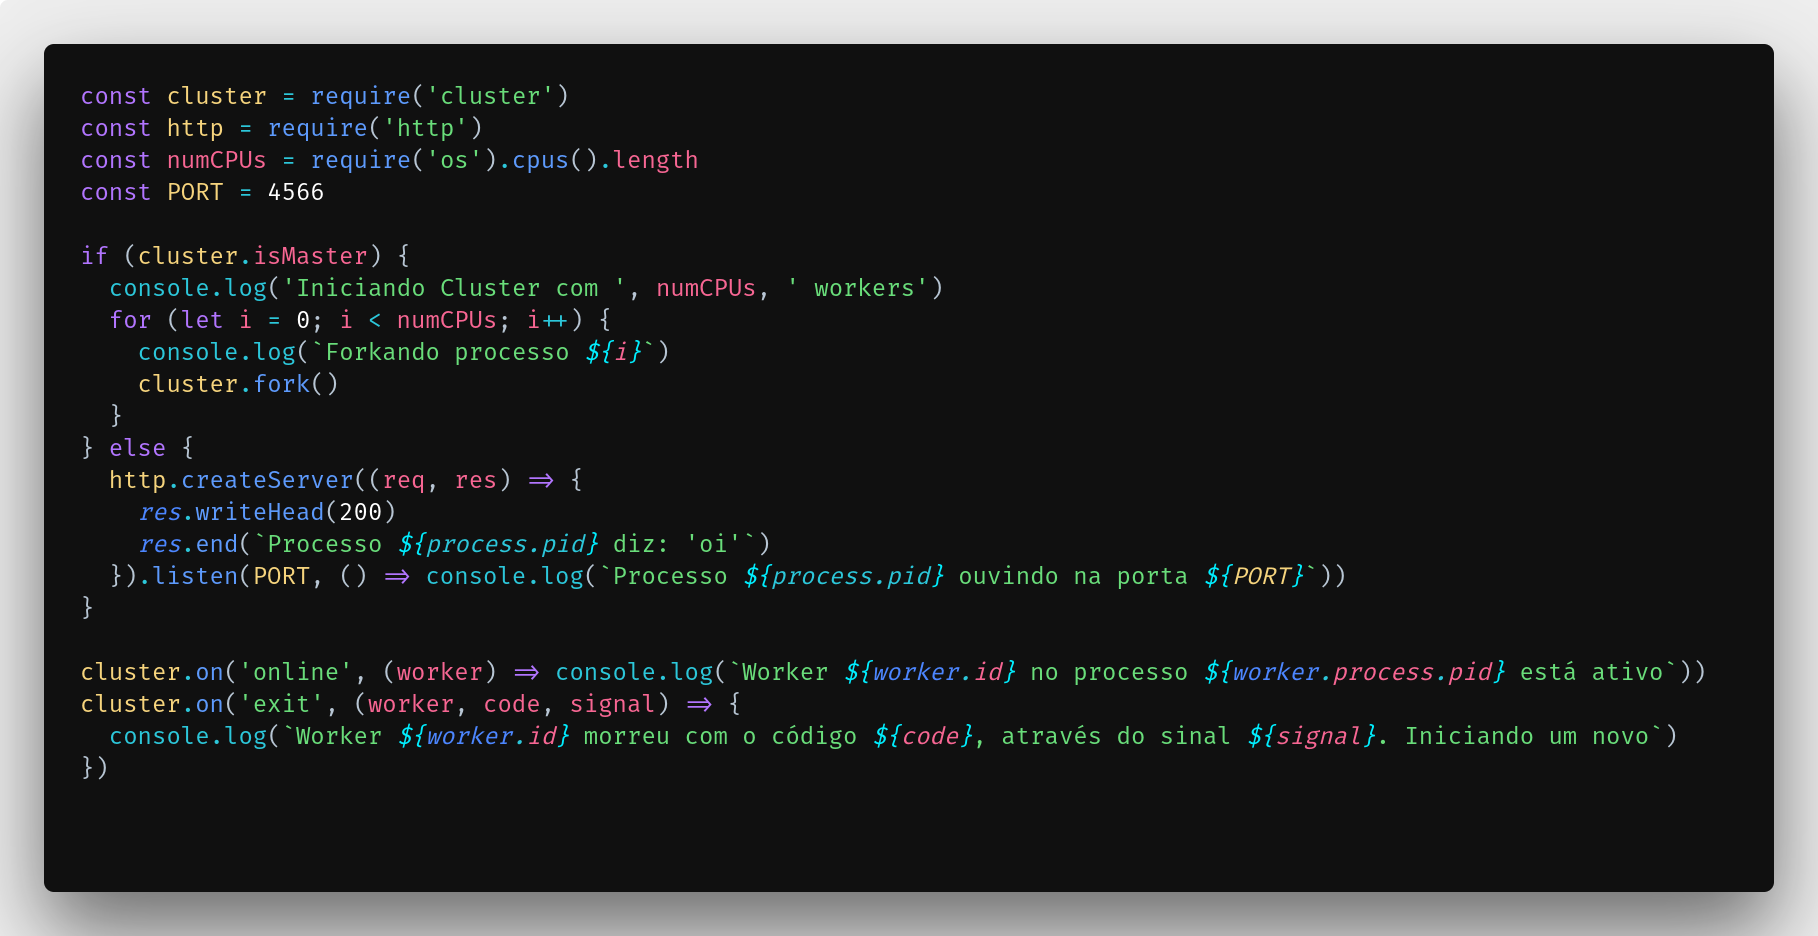 const cluster = require('cluster')
const http = require('http')
const numCPUs = require('os').cpus().length
const PORT = 4566
if (cluster.isMaster) {
console.log('Iniciando Cluster com ', numCPUs, ' workers')
for (let i = 0; i < numCPUs; i++) {
console.log(`Forkando processo ${i}`)
cluster.fork()
}
} else {
http.createServer((req, res) => {
res.writeHead(200)
res.end(`Processo ${process.pid} diz: 'oi'`)
}).listen(PORT, () => console.log(`Processo ${process.pid} ouvindo na porta ${PORT}`))
}
cluster.on('online', (worker) => console.log(`Worker ${worker.id} no processo ${worker.process.pid} está ativo`))
cluster.on('exit', (worker, code, signal) => {
console.log(`Worker ${worker.id} morreu com o código ${code}, através do sinal ${signal}. Iniciando um novo`)
})